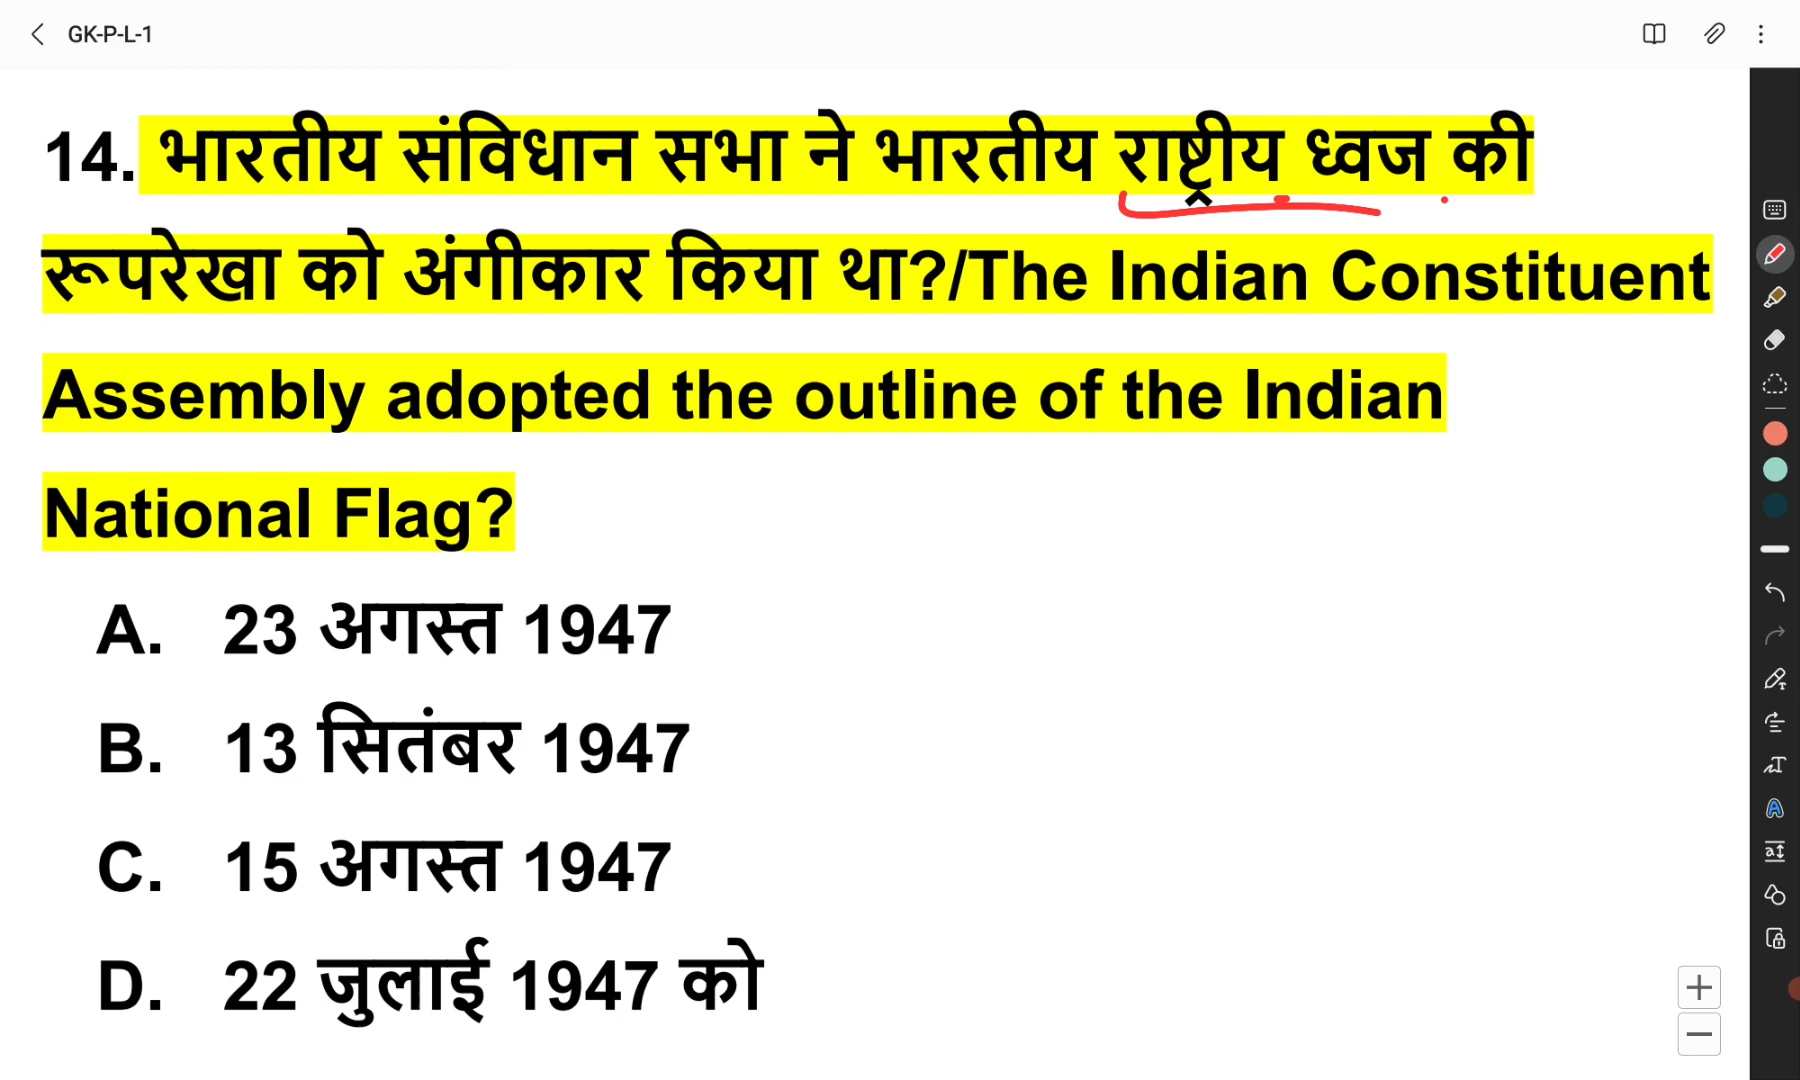 GK-P-L-1
14. भारतीय संविधान सभा ने भारतीय राष्ट्रीय ध्वज की
रूपरेखा को अंगीकार किया था?/The Indian Constituent
Assembly adopted the outline of the Indian
National Flag?
A. 23 अगस्त 1947
B. 13 सितंबर 1947
C. 15 अगस्त 1947
D. 22 जुलाई 1947 को